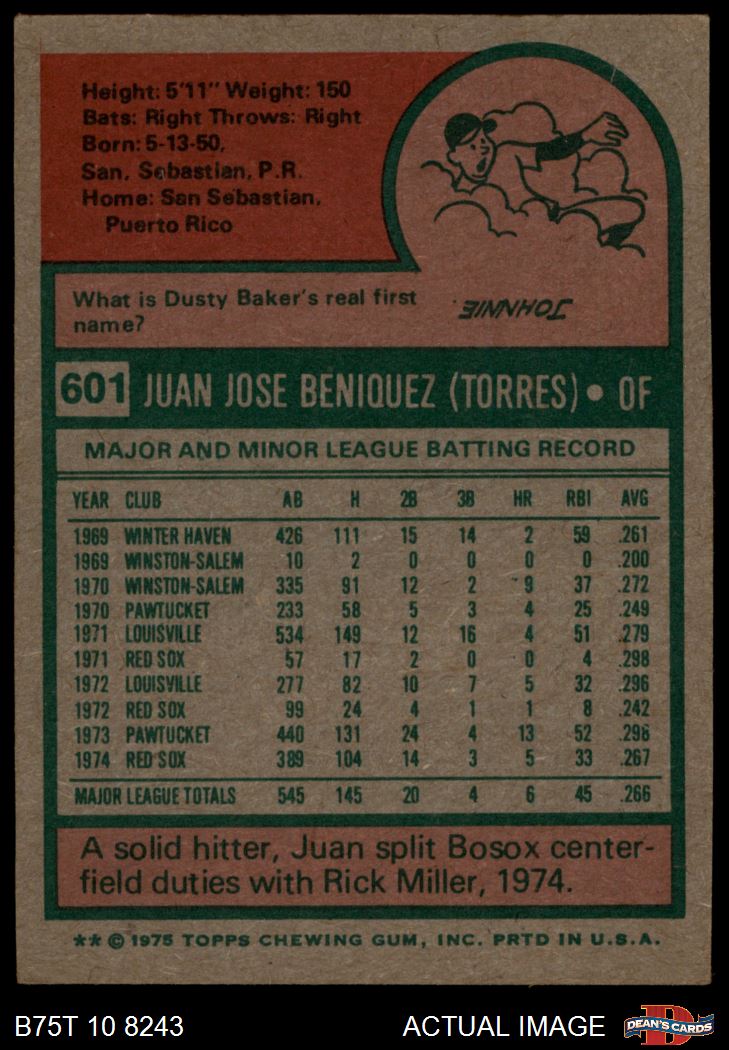 Height: 5'11" Weight: 150
Bats: Right Throws: Right
Born: 5-13-50,
San, Sebastian, P.R.
Home: San Sebastian,
Puerto Rico
What is Dusty Baker's real first
name?
JOHNNIE.
601 JUAN JOSE BENIQUEZ (TORRES) • OF
MAJOR AND MINOR LEAGUE BATTING RECORD
YEAR CLUB AB H 2B 3B HR RBI AVG
1969 WINTER HAVEN 426 111 15 14 2 59 .261
1969 WINSTON-SALEM 10 2 0 0 0 0 .200
1970 WINSTON-SALEM 335 91 12 2 9 37 .272
1970 PAWTUCKET 233 58 5 3 4 25 .249
1971 LOUISVILLE 534 149 12 16 4 51 .279
1971 RED SOX 57 17 2 0 0 4 .298
1972 LOUISVILLE 277 82 10 7 5 32 .296
1972 RED SOX 99 24 4 1 1 8 .242
1973 PAWTUCKET 440 131 24 4 13 52 .298
1974 RED SOX 389 104 14 3 5 33 .267
MAJOR LEAGUE TOTALS 545 145 20 4 6 45 .266
A solid hitter, Juan split Bosox center-
field duties with Rick Miller, 1974.
** © 1975 TOPPS CHEWING GUM, INC. PRTD IN U.S.A.
B75T 10 8243 ACTUAL IMAGE DEAN'S CARDS